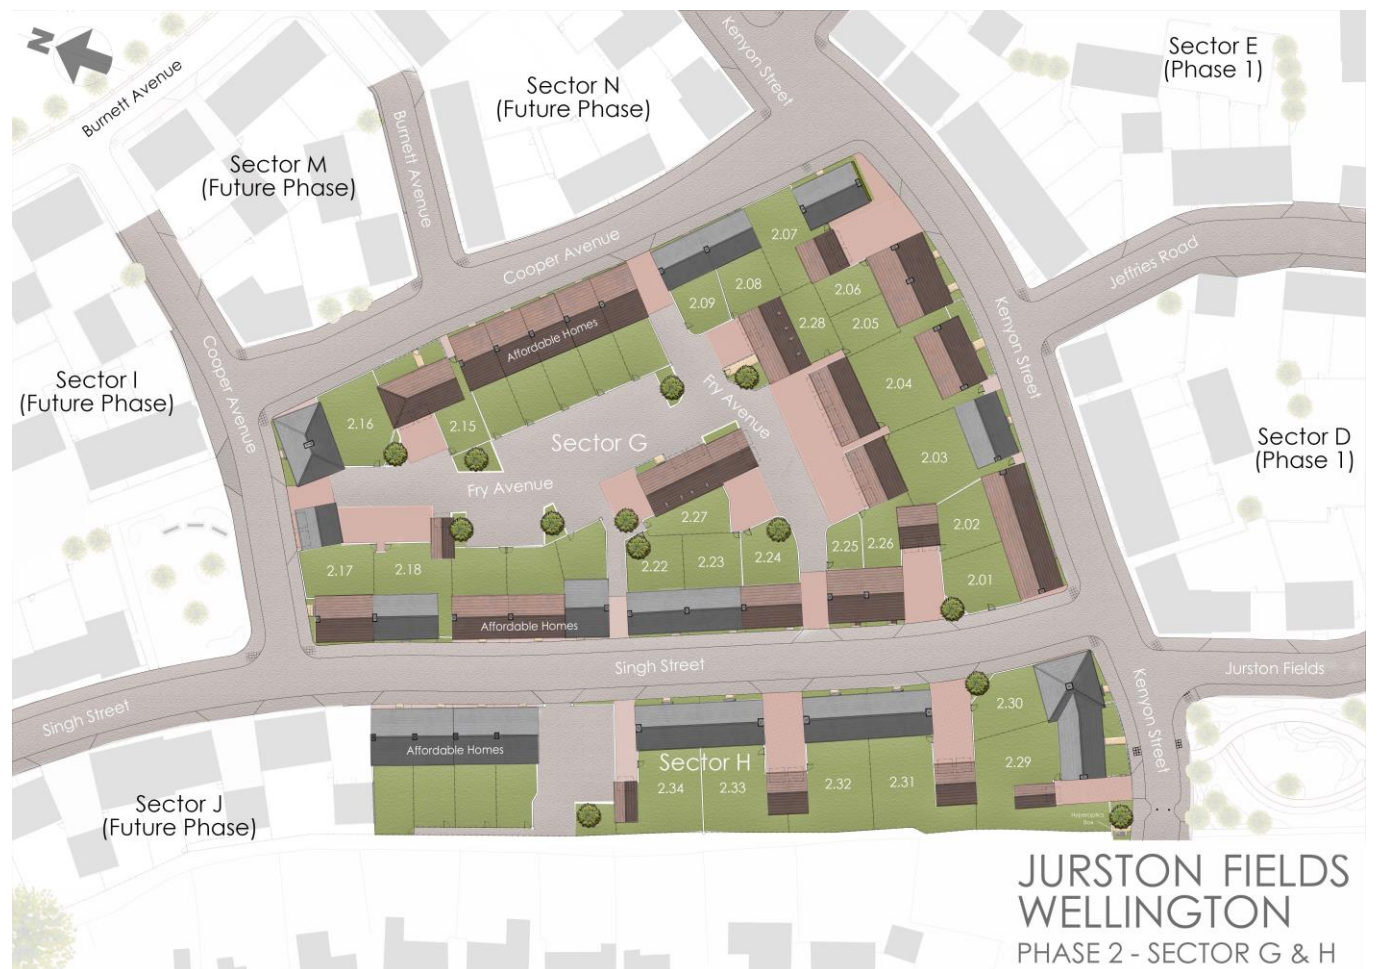 N
Burnett Avenue
Sector M
(Future Phase)
Burnett Avenue
Sector N
(Future Phase)
Kenyon Street
Sector E
(Phase 1)
Cooper Avenue
Jeffries Road
Kenyon Street
Sector I
(Future Phase)
Cooper Avenue
Affordable Homes
2.07
2.08
2.09
2.06
2.05
2.28
2.04
2.03
2.16
2.15
Sector G
Fry Avenue
Fry Avenue
Sector D
(Phase 1)
2.02
2.01
2.27
2.22
2.23
2.24
2.25
2.26
2.17
2.18
Affordable Homes
Singh Street
Jurston Fields
Singh Street
Kenyon Street
Affordable Homes
Sector H
2.34
2.33
2.32
2.31
2.30
2.29
Sector J
(Future Phase)
JURSTON FIELDS
WELLINGTON
PHASE 2 - SECTOR G & H